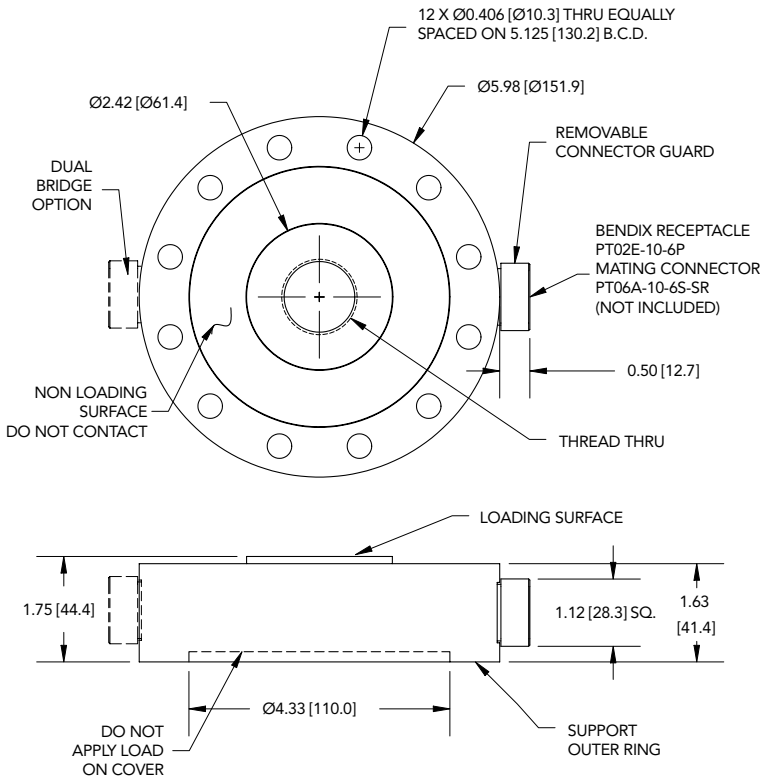 12 X Ø0.406 [Ø10.3] THRU EQUALLY
SPACED ON 5.125 [130.2] B.C.D.
Ø5.98 [Ø151.9]
Ø2.42 [Ø61.4]
REMOVABLE
CONNECTOR GUARD
DUAL
BRIDGE
OPTION
BENDIX RECEPTACLE
PT02E-10-6P
MATING CONNECTOR
PT06A-10-6S-SR
(NOT INCLUDED)
0.50 [12.7]
NON LOADING
SURFACE
DO NOT CONTACT
THREAD THRU
LOADING SURFACE
1.75 [44.4]
1.12 [28.3] SQ.
1.63
[41.4]
Ø4.33 [110.0]
DO NOT
APPLY LOAD
ON COVER
SUPPORT
OUTER RING